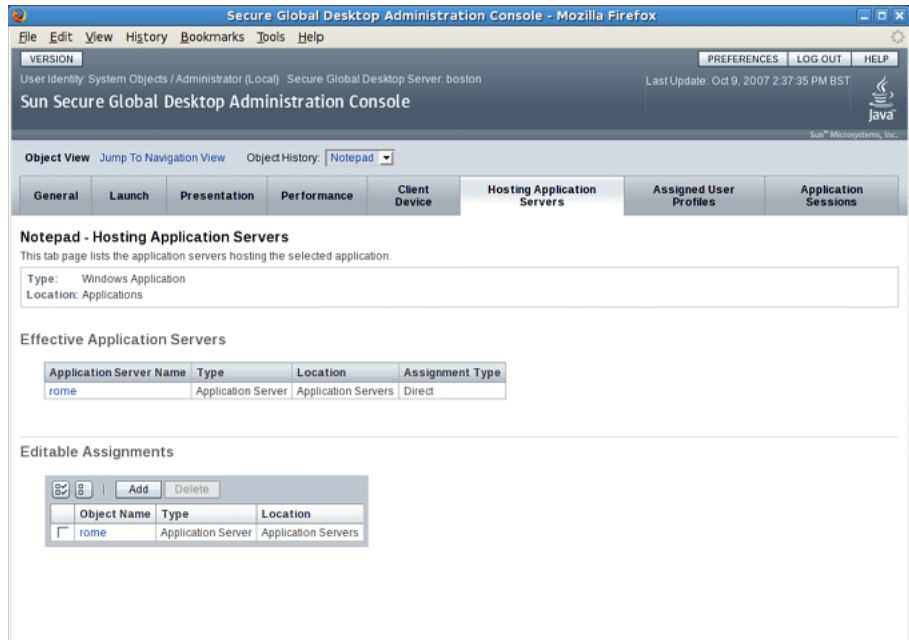 Secure Global Desktop Administration Console - Mozilla Firefox
File Edit View History Bookmarks Tools Help
VERSION PREFERENCES LOG OUT HELP
User Identity: System Objects / Administrator (Local) Secure Global Desktop Server: boston Last Update: Oct 9, 2007 2:37:35 PM BST
Sun Secure Global Desktop Administration Console
Java
Sun™ Microsystems, Inc.
Object View Jump To Navigation View Object History: Notepad
General Launch Presentation Performance Client Device Hosting Application Servers Assigned User Profiles Application Sessions
Notepad - Hosting Application Servers
This tab page lists the application servers hosting the selected application.
Type: Windows Application
Location: Applications
Effective Application Servers
Application Server Name Type Location Assignment Type
rome Application Server Application Servers Direct
Editable Assignments
Add Delete
Object Name Type Location
rome Application Server Application Servers